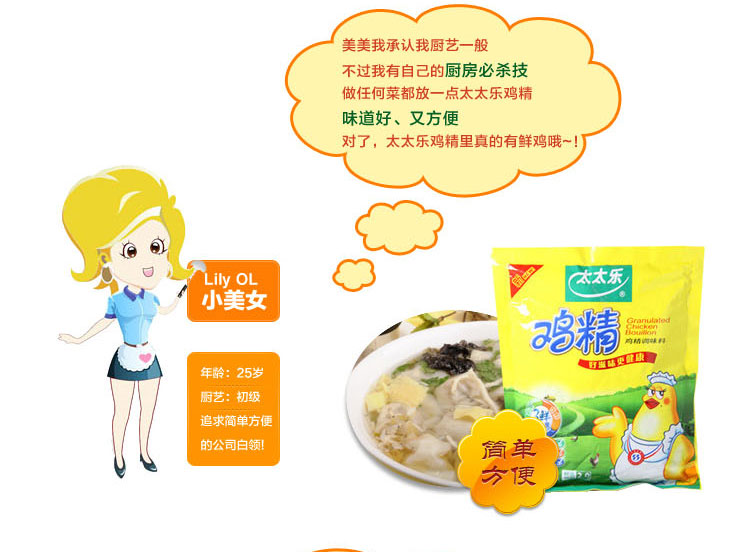 美美我承认我厨艺一般
不过我有自己的厨房必杀技
做任何菜都放一点太太乐鸡精
味道好、又方便
对了，太太乐鸡精里真的有鲜鸡哦~!
Lily OL
小美女
年龄：25岁
厨艺：初级
追求简单方便
的公司白领!
太太乐
®
鸡精
Granulated
Chicken
Bouillon
鸡精调味料
好滋味更健康
简单
方便